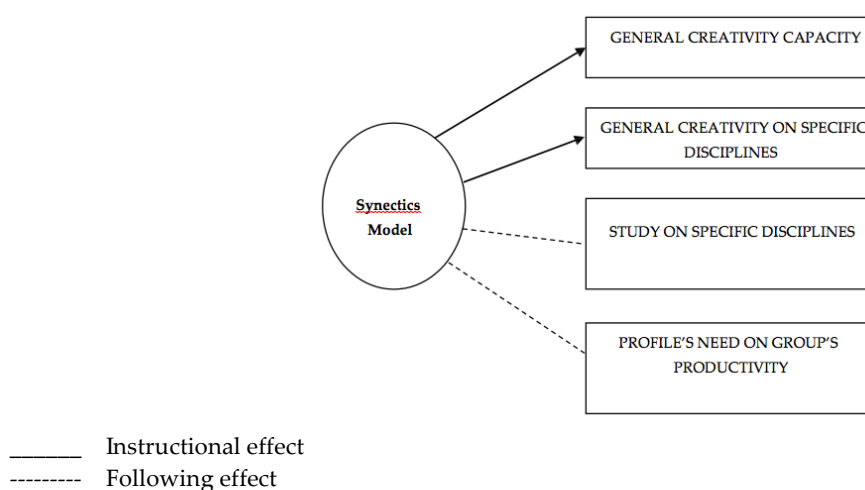 GENERAL CREATIVITY CAPACITY
GENERAL CREATIVITY ON SPECIFIC
DISCIPLINES
Synectics
Model
STUDY ON SPECIFIC DISCIPLINES
PROFILE'S NEED ON GROUP'S
PRODUCTIVITY
Instructional effect
Following effect